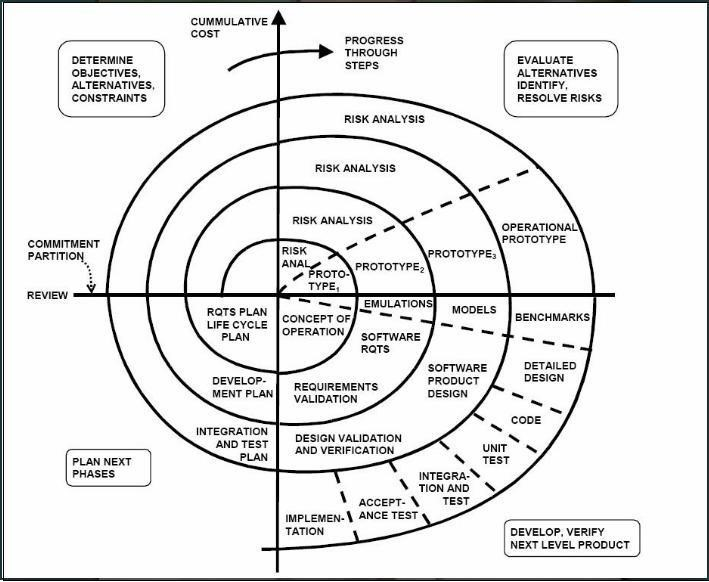 CUMMULATIVE
COST
PROGRESS
THROUGH
STEPS
DETERMINE
OBJECTIVES,
ALTERNATIVES,
CONSTRAINTS
EVALUATE
ALTERNATIVES
IDENTIFY,
RESOLVE RISKS
RISK ANALYSIS
RISK ANALYSIS
RISK ANALYSIS
RISK
ANAL.
PROTO-
TYPE1
PROTOTYPE2
PROTOTYPE3
OPERATIONAL
PROTOTYPE
COMMITMENT
PARTITION
REVIEW
RQTS PLAN
LIFE CYCLE
PLAN
CONCEPT OF
OPERATION
EMULATIONS
MODELS
BENCHMARKS
SOFTWARE
RQTS
SOFTWARE
PRODUCT
DESIGN
DETAILED
DESIGN
DEVELOP-
MENT PLAN
REQUIREMENTS
VALIDATION
CODE
INTEGRATION
AND TEST
PLAN
DESIGN VALIDATION
AND VERIFICATION
UNIT
TEST
INTEGRA-
TION AND
TEST
ACCEPT-
ANCE TEST
IMPLEMEN-
TATION
PLAN NEXT
PHASES
DEVELOP, VERIFY
NEXT LEVEL PRODUCT